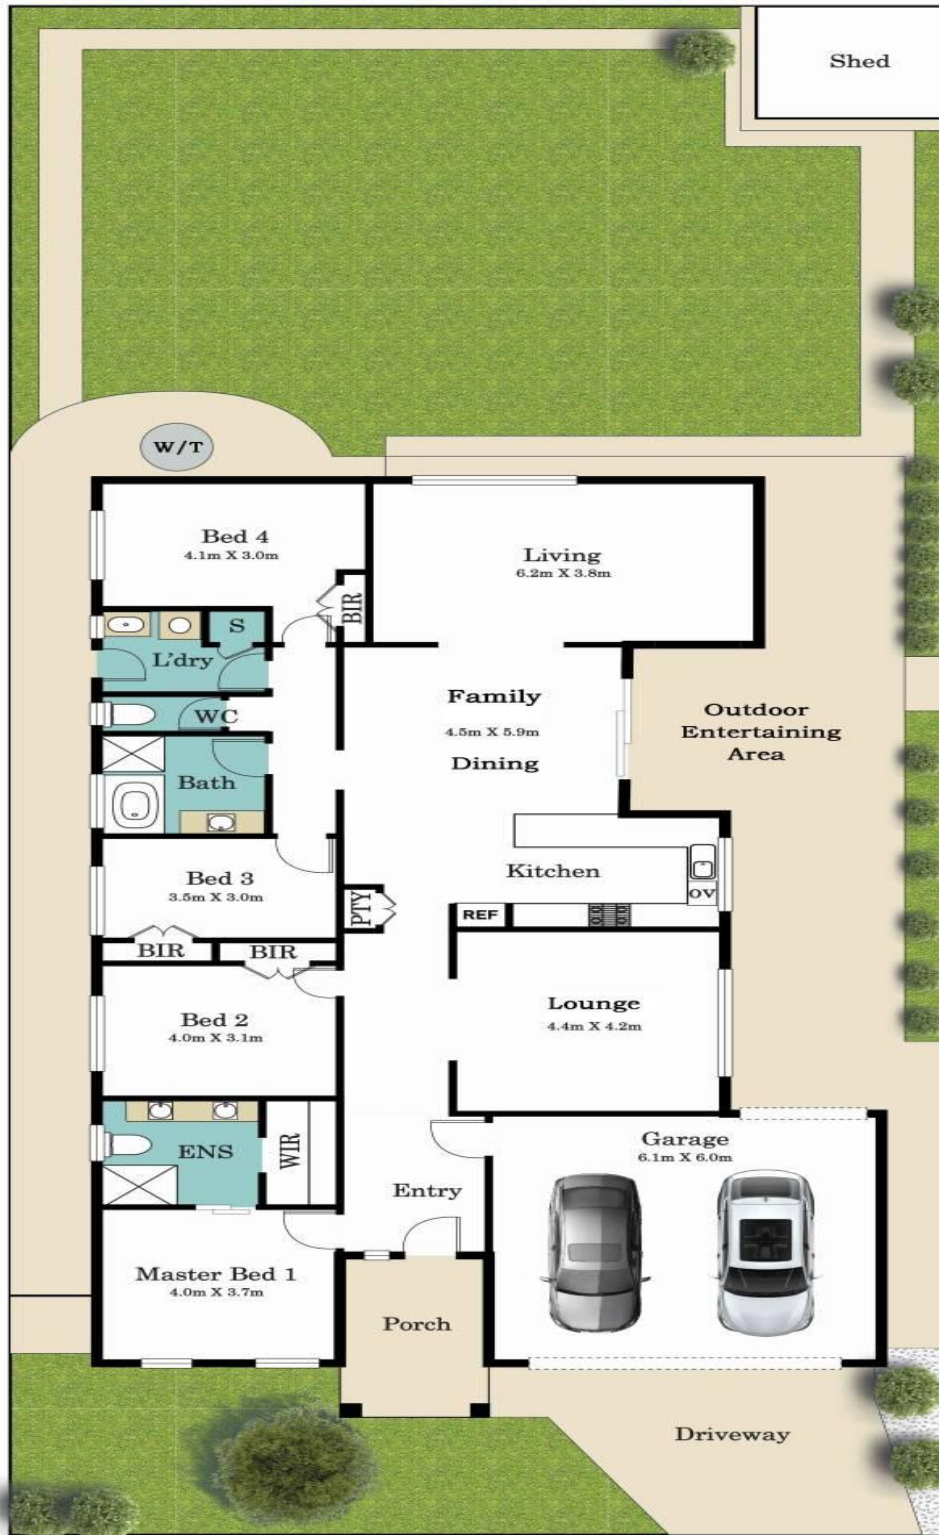 Shed
W/T
Bed 4
4.1m X 3.0m
Living
6.2m X 3.8m
BIR
S
L'dry
WC
Bath
Family
4.5m X 5.9m
Dining
Outdoor
Entertaining
Area
Kitchen
OV
Bed 3
3.5m X 3.0m
PTY
REF
BIR
BIR
Bed 2
4.0m X 3.1m
Lounge
4.4m X 4.2m
ENS
WIR
Garage
6.1m X 6.0m
Entry
Master Bed 1
4.0m X 3.7m
Porch
Driveway